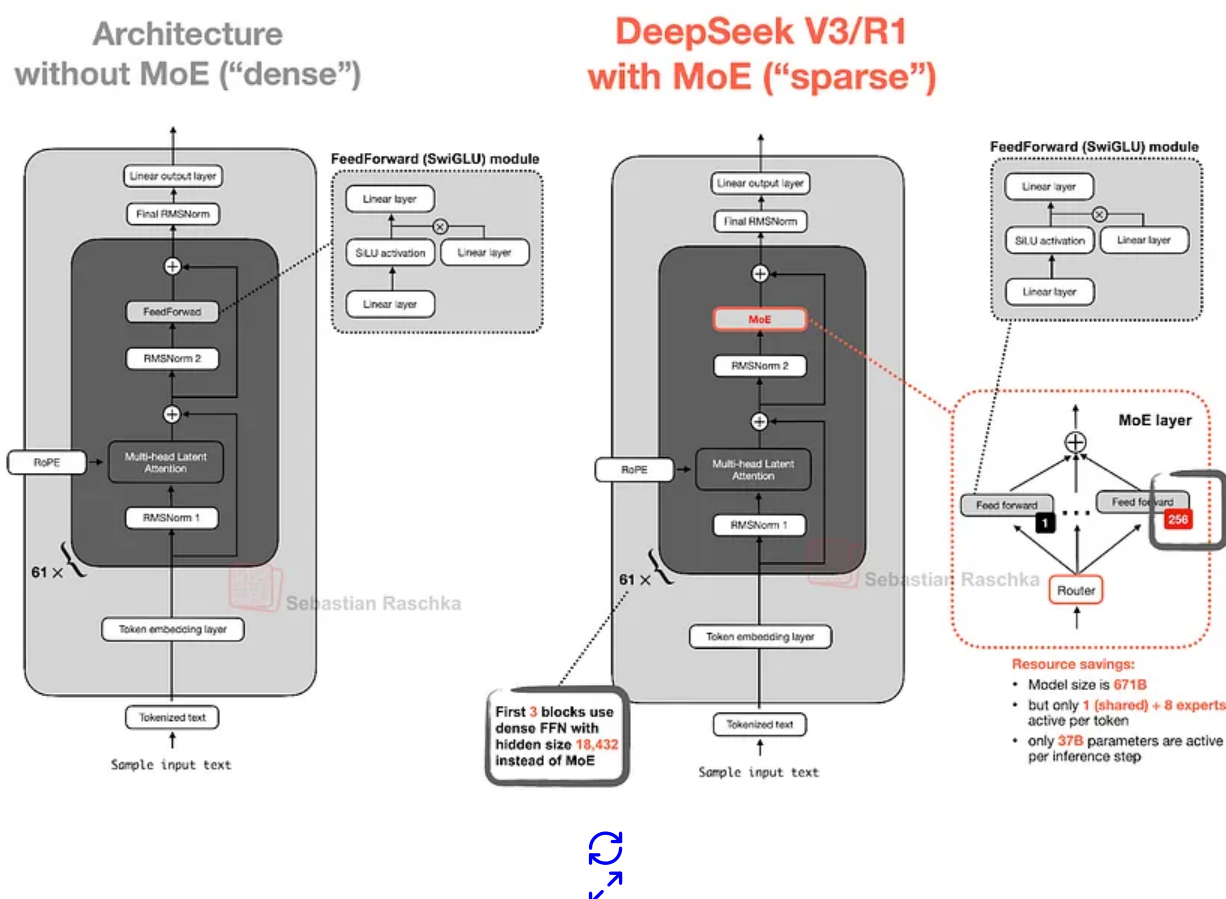 Architecture
without MoE (“dense”)
Linear output layer
Final RMSNorm
FeedForwad
RMSNorm 2
RoPE
Multi-head Latent
Attention
RMSNorm 1
61 ×
Token embedding layer
Tokenized text
Sample input text
FeedForward (SwiGLU) module
Linear layer
SiLU activation
Linear layer
Linear layer
Sebastian Raschka
DeepSeek V3/R1
with MoE (“sparse”)
Linear output layer
Final RMSNorm
MoE
RMSNorm 2
RoPE
Multi-head Latent
Attention
RMSNorm 1
61 ×
Token embedding layer
Tokenized text
Sample input text
First 3 blocks use
dense FFN with
hidden size 18,432
instead of MoE
Sebastian Raschka
FeedForward (SwiGLU) module
Linear layer
SiLU activation
Linear layer
Linear layer
MoE layer
Feed forward
1
Feed forward
256
Router
Resource savings:
• Model size is 671B
• but only 1 (shared) + 8 experts
active per token
• only 37B parameters are active
per inference step